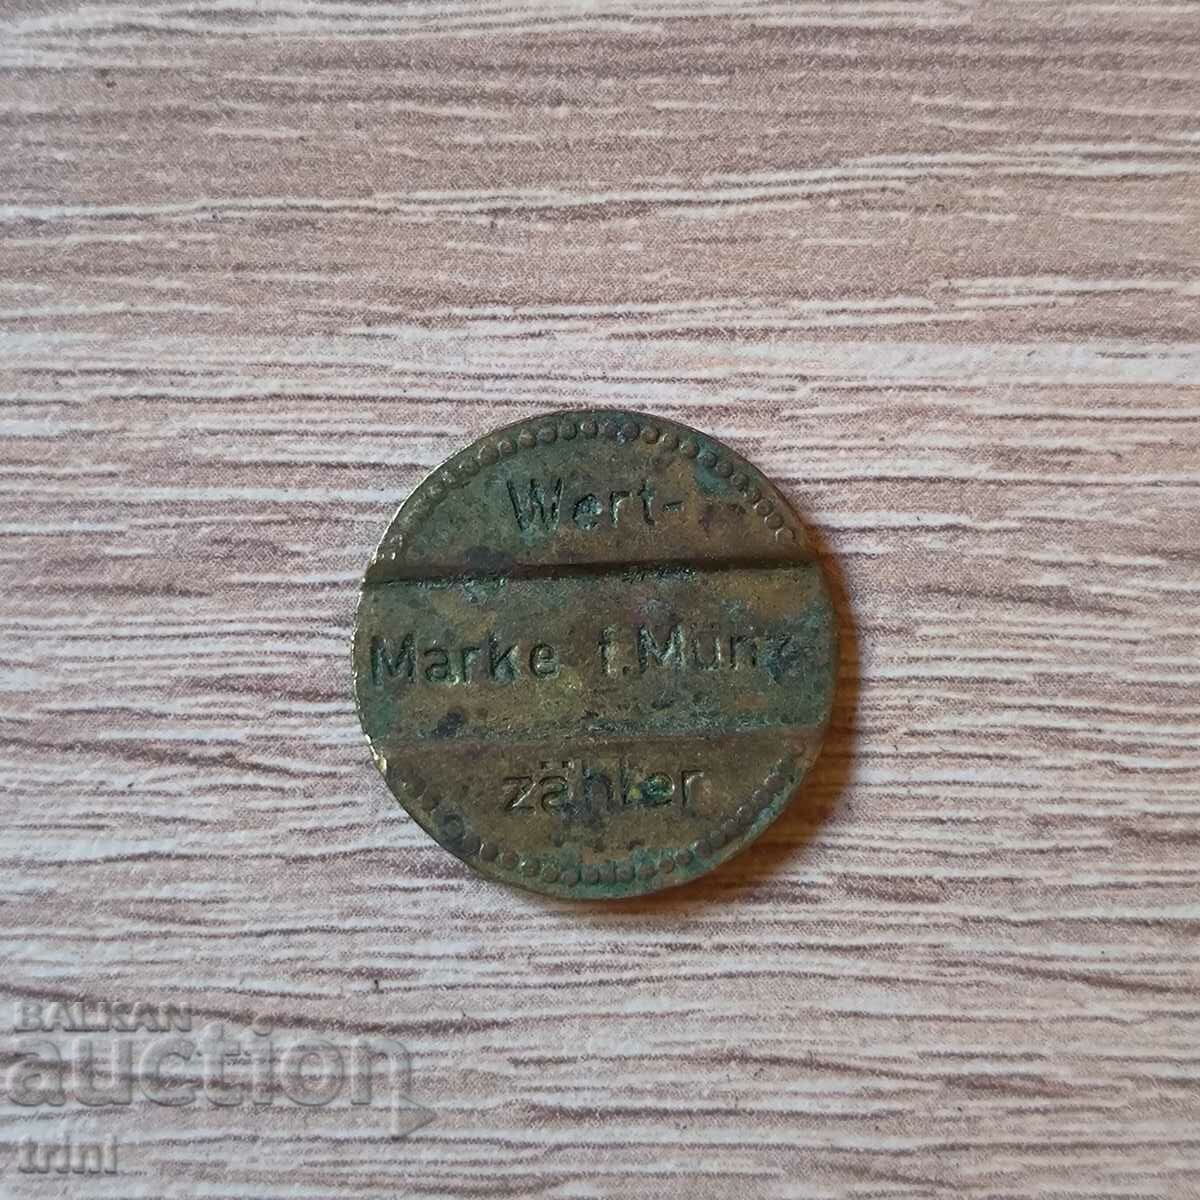 Wert-
Marke f. Münz
zähler
BALKAN
auction
trini